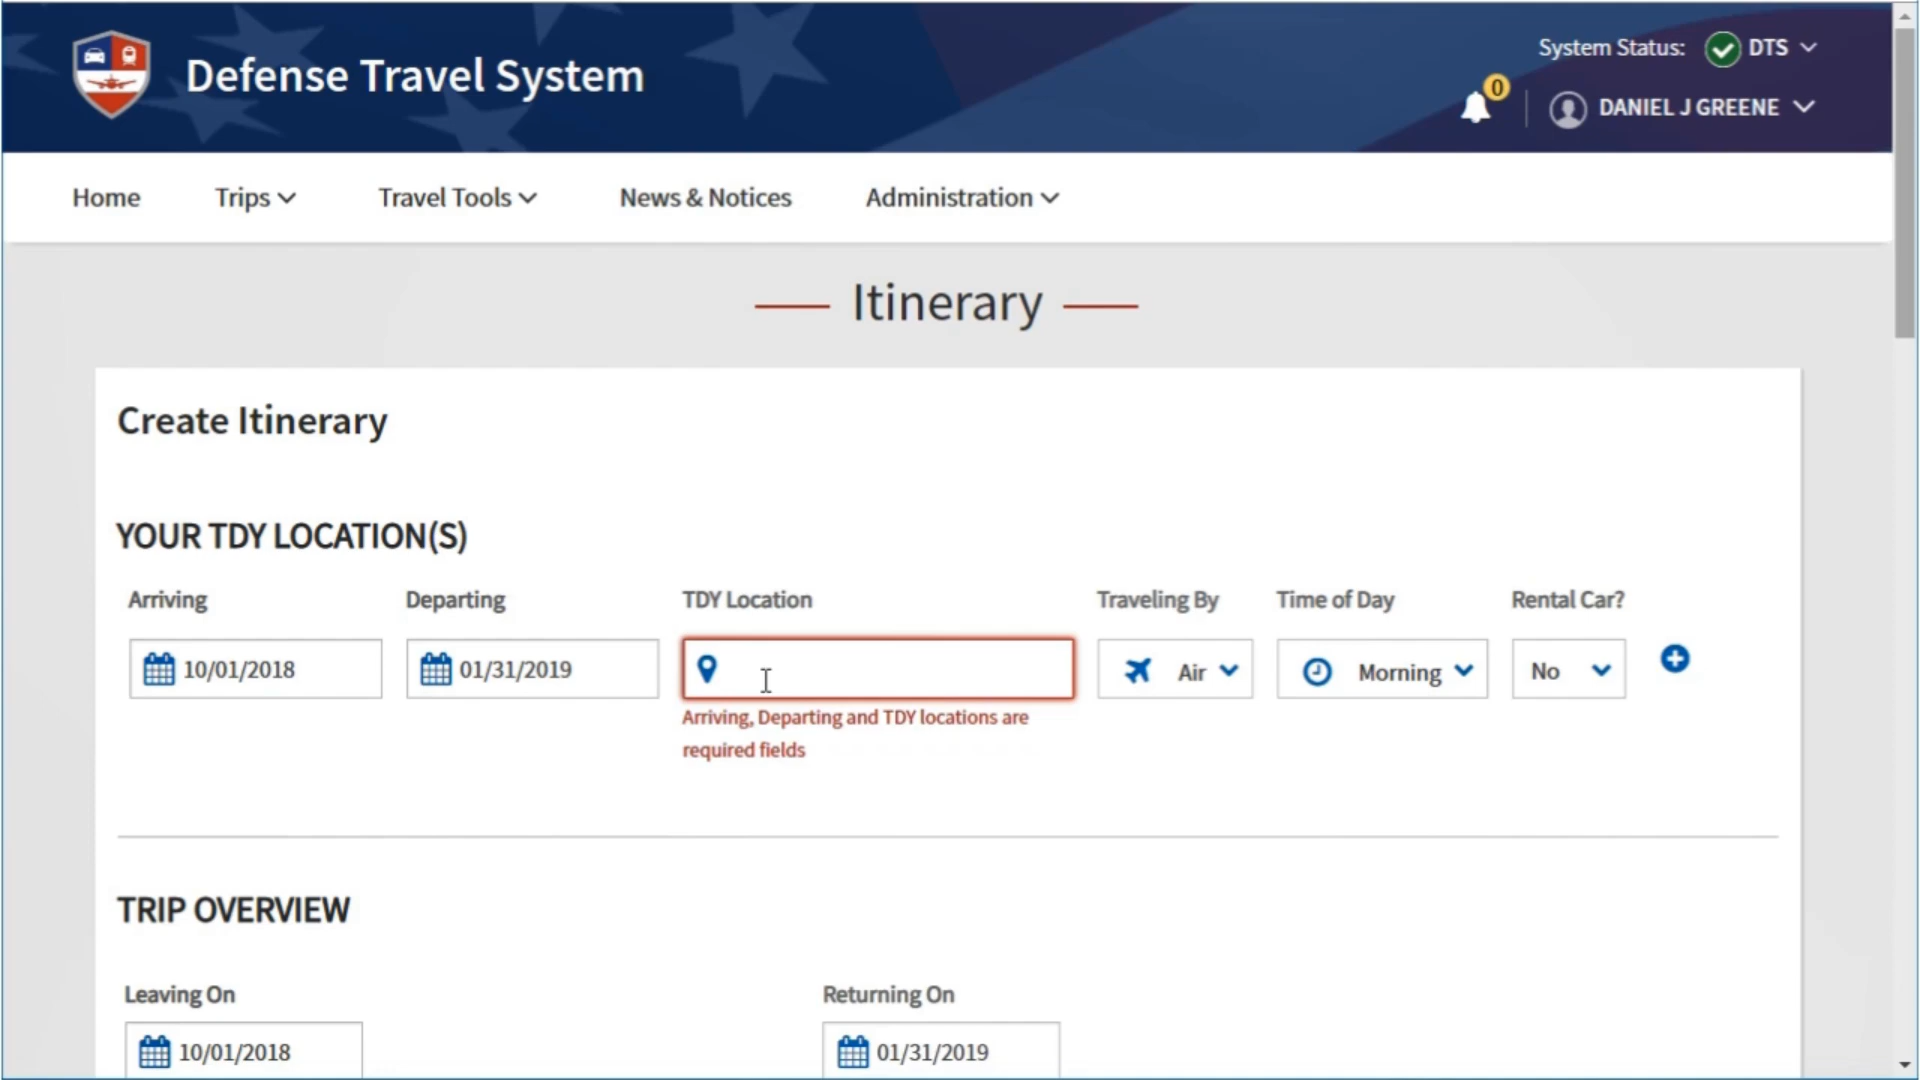 System Status: DTS
Defense Travel System
0
DANIEL J GREENE
Home Trips Travel Tools News & Notices Administration
Itinerary
Create Itinerary
YOUR TDY LOCATION(S)
Arriving Departing TDY Location Traveling By Time of Day Rental Car?
10/01/2018 01/31/2019 Air Morning No
Arriving, Departing and TDY locations are
required fields
TRIP OVERVIEW
Leaving On Returning On
10/01/2018 01/31/2019